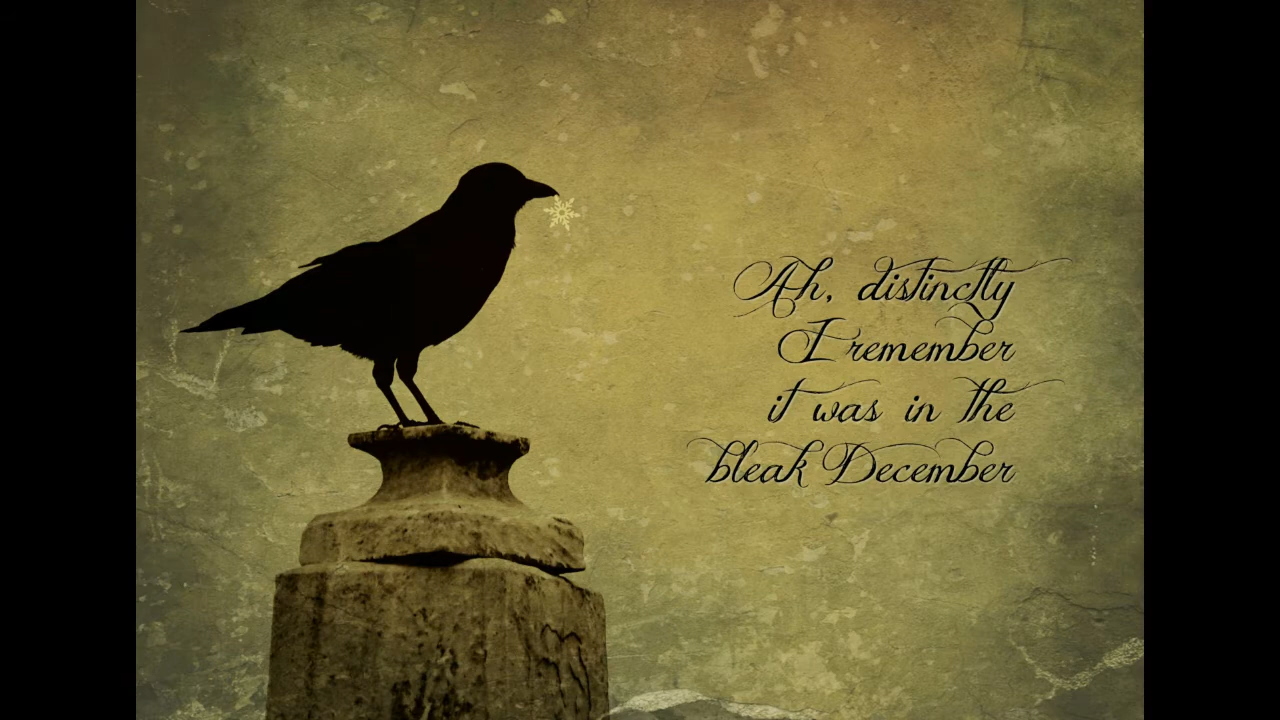 Ah, distinctly
I remember
it was in the
bleak December